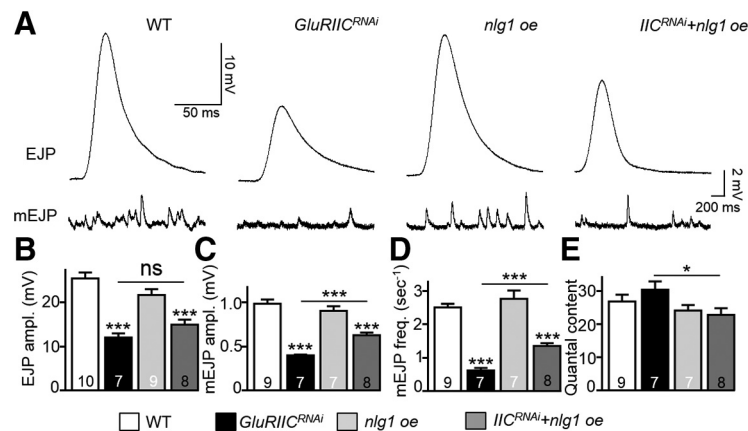 A
WT GluRIIC^RNAi nlg1 oe IIC^RNAi+nlg1 oe
10 mV
50 ms
EJP
2 mV
200 ms
mEJP
B C D E
EJP ampl. (mV)
20
10
0
ns
***
***
10 7 9 8
mEJP ampl. (mV)
1.0
0.5
0
***
***
***
9 7 7 8
mEJP freq. (sec⁻¹)
3
2
1
0
***
***
***
9 7 7 8
Quantal content
30
20
10
0
*
9 7 7 8
WT GluRIIC^RNAi nlg1 oe IIC^RNAi+nlg1 oe